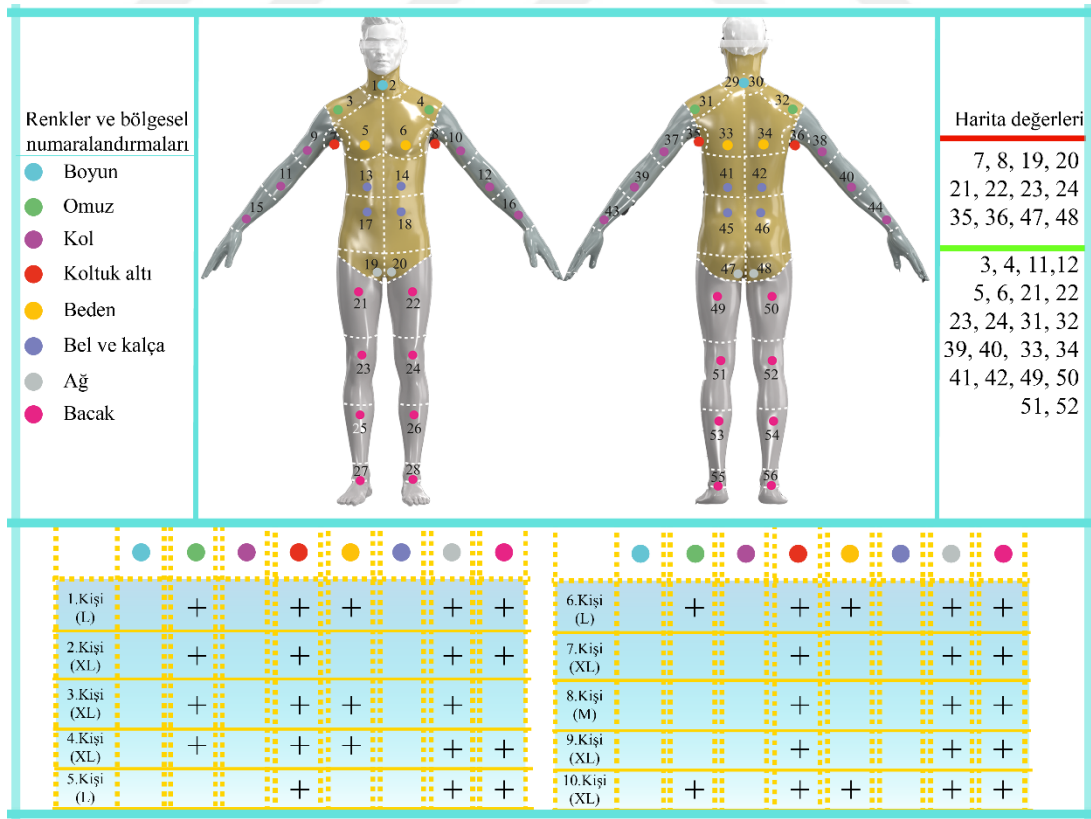 Renkler ve bölgesel
numaralandırmaları
Boyun
Omuz
Kol
Koltuk altı
Beden
Bel ve kalça
Ağ
Bacak
1 2
3 4
5 6
7 8
9 10
11 12
13 14
15 16
17 18
19 20
21 22
23 24
25 26
27 28
29 30
31 32
33 34
35 36
37 38
39 40
41 42
43 44
45 46
47 48
49 50
51 52
53 54
55 56
Harita değerleri
7, 8, 19, 20
21, 22, 23, 24
35, 36, 47, 48
3, 4, 11,12
5, 6, 21, 22
23, 24, 31, 32
39, 40, 33, 34
41, 42, 49, 50
51, 52
1.Kişi
(L)
+ + + + +
2.Kişi
(XL)
+ + + +
3.Kişi
(XL)
+ + + +
4.Kişi
(XL)
+ + + + +
5.Kişi
(L)
+ + +
6.Kişi
(L)
+ + + + +
7.Kişi
(XL)
+ + +
8.Kişi
(M)
+ + +
9.Kişi
(XL)
+ + +
10.Kişi
(XL)
+ + + + +